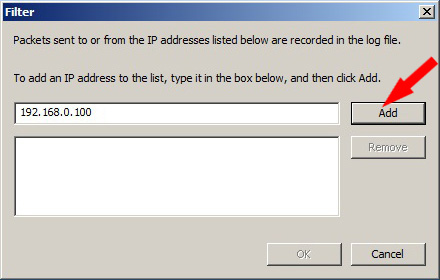 Filter
Packets sent to or from the IP addresses listed below are recorded in the log file.
To add an IP address to the list, type it in the box below, and then click Add.
192.168.0.100
Add
Remove
OK
Cancel